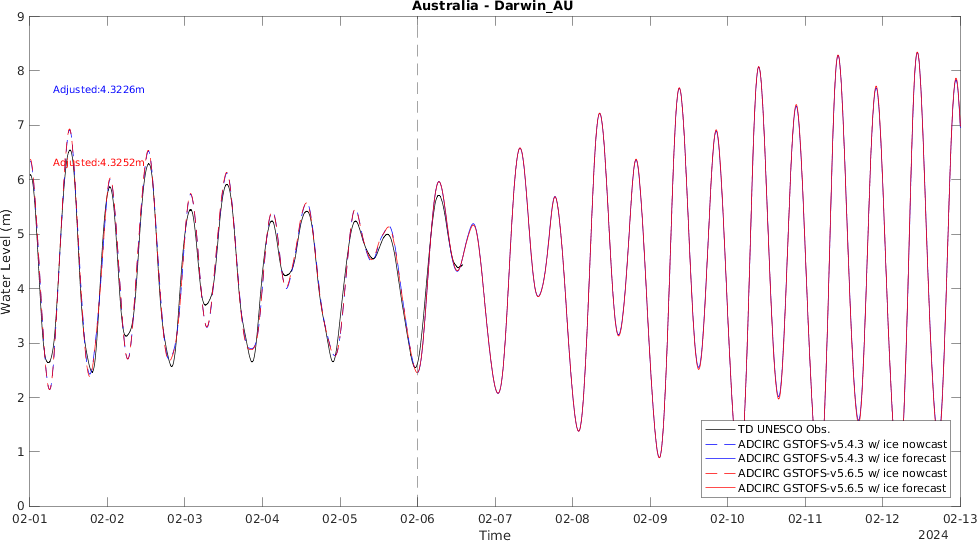 Australia - Darwin_AU
9
8
7
6
5
4
3
2
1
0
Water Level (m)
Adjusted:4.3226m
Adjusted:4.3252m
TD UNESCO Obs.
ADCIRC GSTOFS-v5.4.3 w/ ice nowcast
ADCIRC GSTOFS-v5.4.3 w/ ice forecast
ADCIRC GSTOFS-v5.6.5 w/ ice nowcast
ADCIRC GSTOFS-v5.6.5 w/ ice forecast
02-01 02-02 02-03 02-04 02-05 02-06 02-07 02-08 02-09 02-10 02-11 02-12 02-13
Time
2024